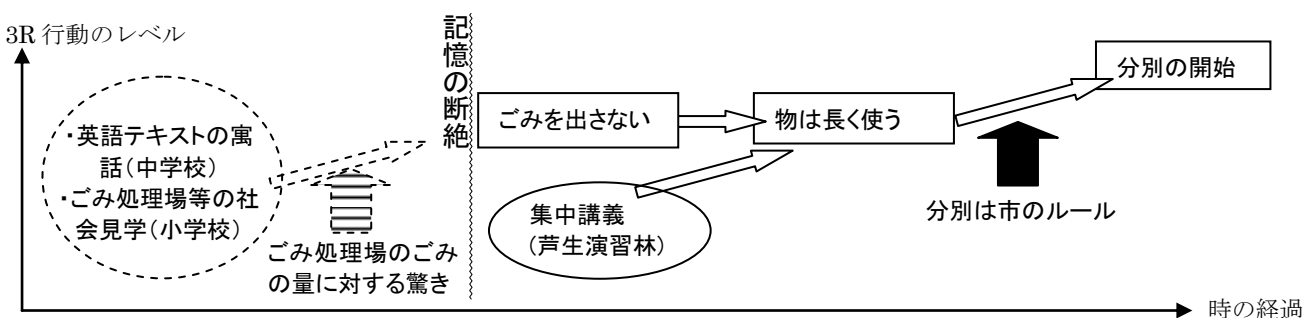 3R 行動のレベル
・英語テキストの寓
話(中学校)
・ごみ処理場等の社
会見学(小学校)
ごみ処理場のごみ
の量に対する驚き
記憶の断絶
ごみを出さない
集中講義
(芦生演習林)
物は長く使う
分別は市のルール
分別の開始
時の経過